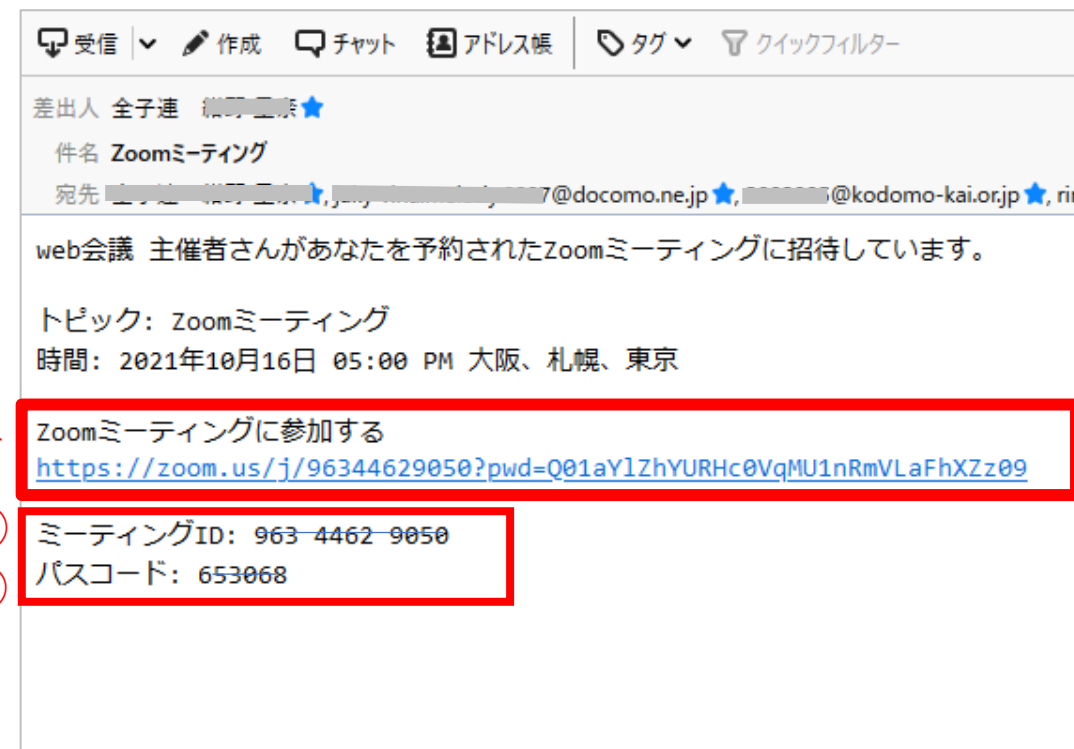 受信 作成 チャット アドレス帳 タグ クイックフィルター
差出人 全子連
件名 Zoomミーティング
宛先 7@docomo.ne.jp, @kodomo-kai.or.jp,
web会議 主催者さんがあなたを予約されたZoomミーティングに招待しています。
トピック: Zoomミーティング
時間: 2021年10月16日 05:00 PM 大阪、札幌、東京
Zoomミーティングに参加する
https://zoom.us/j/96344629050?pwd=Q01aYlZhYURHc0VqMU1nRmVLaFhXZz09
ミーティングID: 963 4462 9050
パスコード: 653068